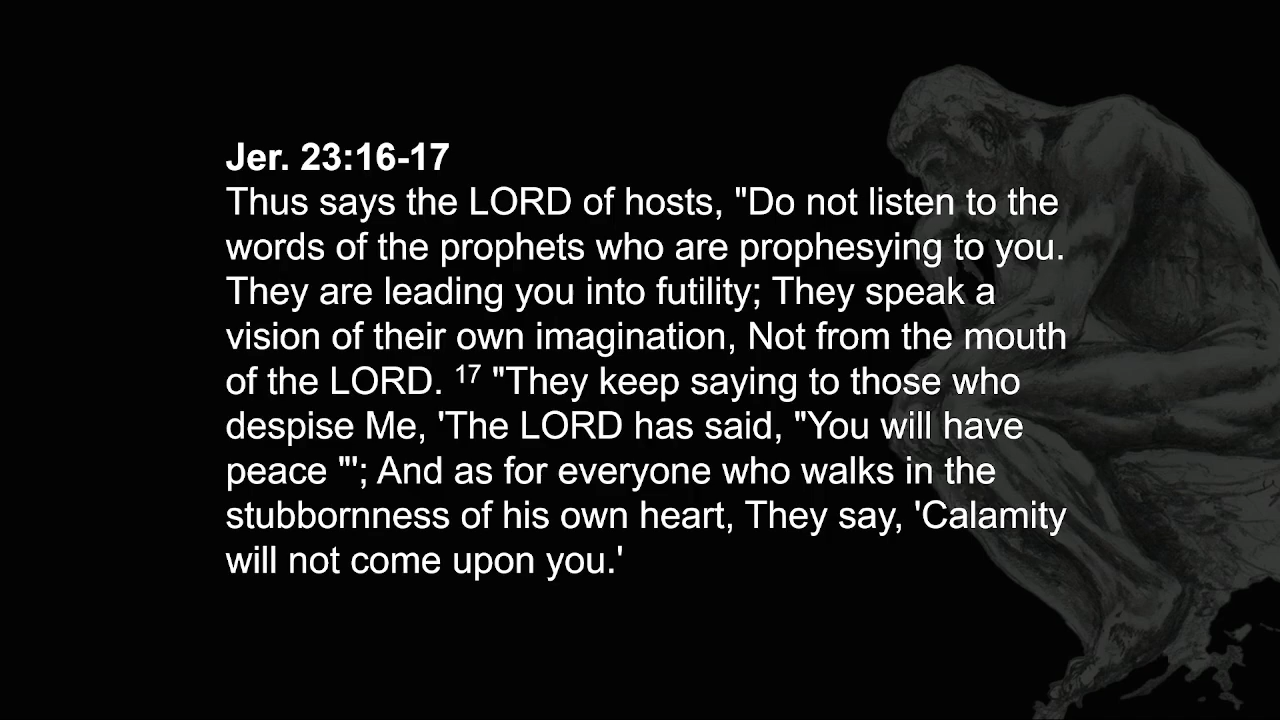 Jer. 23:16-17
Thus says the LORD of hosts, "Do not listen to the
words of the prophets who are prophesying to you.
They are leading you into futility; They speak a
vision of their own imagination, Not from the mouth
of the LORD. 17 "They keep saying to those who
despise Me, 'The LORD has said, "You will have
peace "'; And as for everyone who walks in the
stubbornness of his own heart, They say, 'Calamity
will not come upon you.'